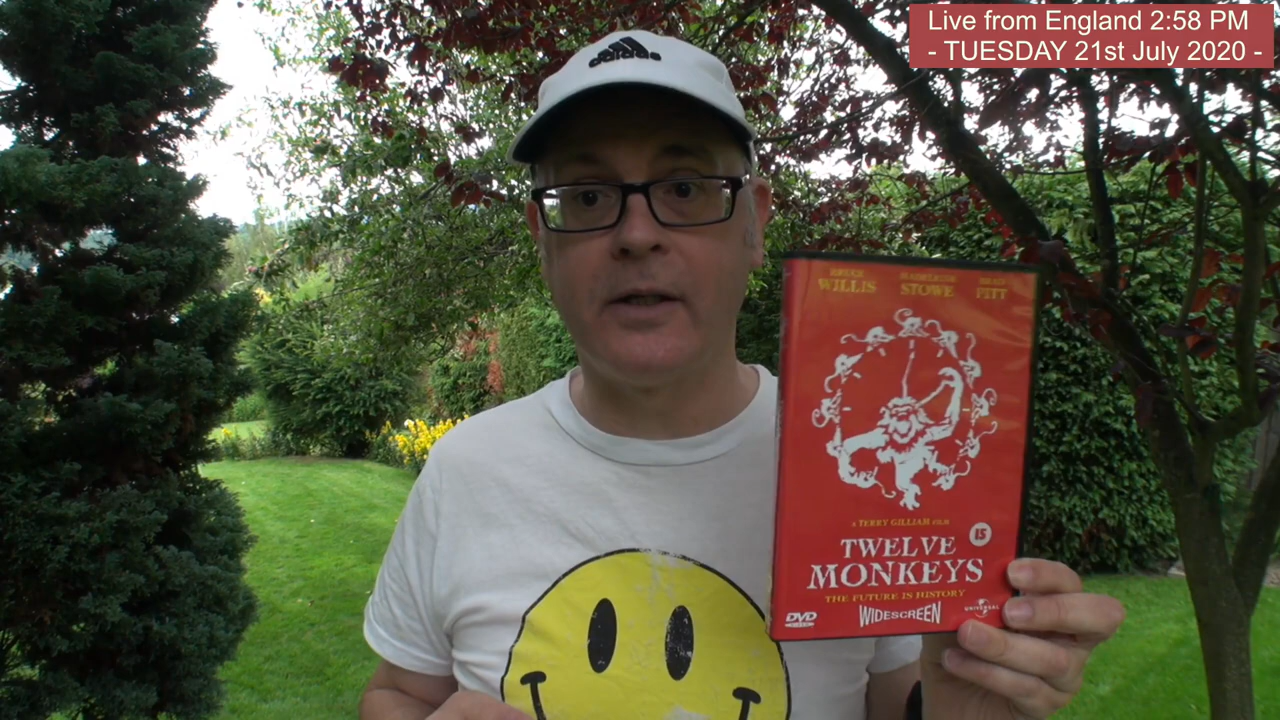 Live from England 2:58 PM
- TUESDAY 21st July 2020 -
adidas
BRUCE WILLIS
MADELEINE STOWE
BRAD PITT
A TERRY GILLIAM FILM
15
TWELVE
MONKEYS
THE FUTURE IS HISTORY
DVD
WIDESCREEN
UNIVERSAL